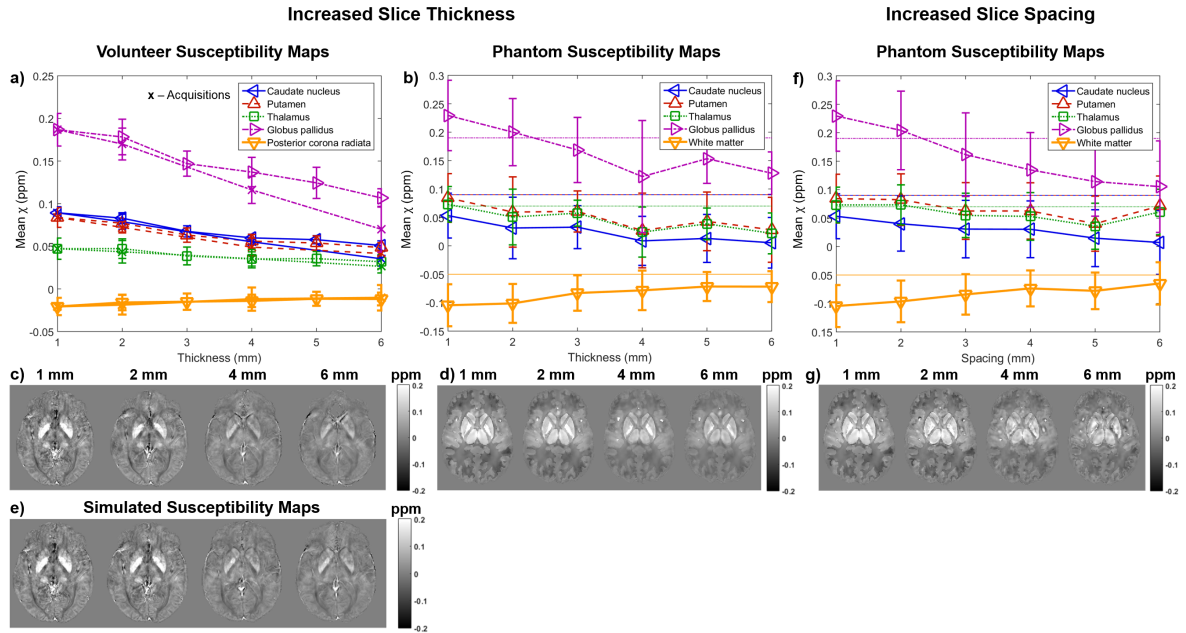 Increased Slice Thickness
Increased Slice Spacing
Volunteer Susceptibility Maps
Phantom Susceptibility Maps
Phantom Susceptibility Maps
a)
0.25
0.2
0.15
0.1
0.05
0
-0.05
Mean χ (ppm)
x – Acquisitions
Caudate nucleus
Putamen
Thalamus
Globus pallidus
Posterior corona radiata
1 2 3 4 5 6
Thickness (mm)
b)
0.3
0.25
0.2
0.15
0.1
0.05
0
-0.05
-0.1
-0.15
Mean χ (ppm)
Caudate nucleus
Putamen
Thalamus
Globus pallidus
White matter
1 2 3 4 5 6
Thickness (mm)
f)
0.3
0.25
0.2
0.15
0.1
0.05
0
0.05
-0.1
0.15
Mean χ (ppm)
Caudate nucleus
Putamen
Thalamus
Globus pallidus
White matter
1 2 3 4 5 6
Spacing (mm)
c)
1 mm 2 mm 4 mm 6 mm ppm
0.2
0.1
0
-0.1
-0.2
d)
1 mm 2 mm 4 mm 6 mm ppm
0.2
0.1
0
-0.1
-0.2
g)
1 mm 2 mm 4 mm 6 mm ppm
0.2
0.1
0
-0.1
-0.2
e)
Simulated Susceptibility Maps
ppm
0.2
0.1
0
-0.1
-0.2